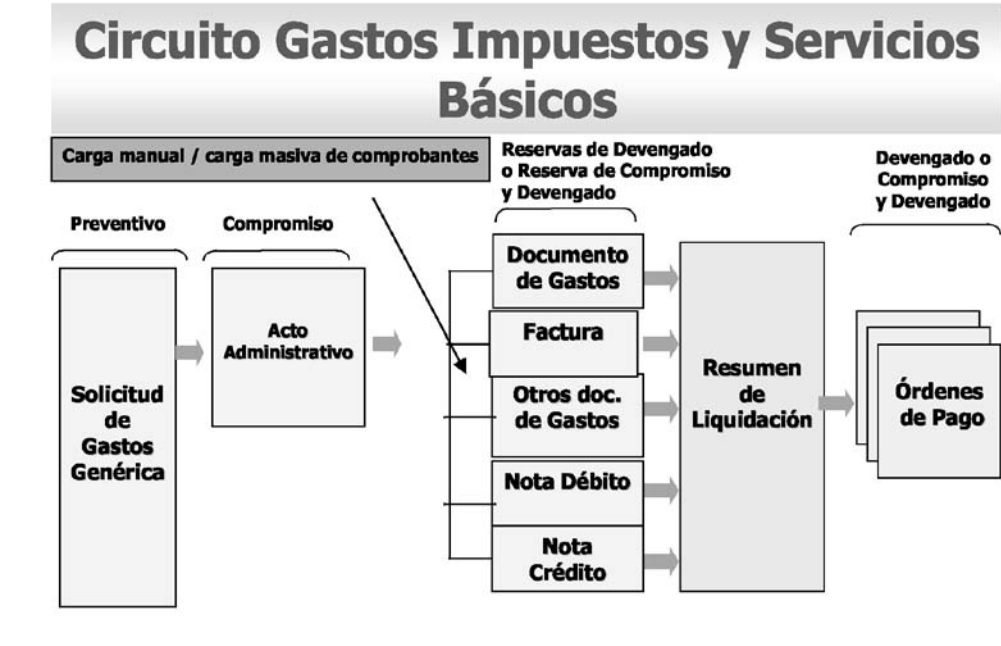 Circuito Gastos Impuestos y Servicios
Básicos
Carga manual / carga masiva de comprobantes
Reservas de Devengado
o Reserva de Compromiso
y Devengado
Devengado o
Compromiso
y Devengado
Preventivo
Compromiso
Solicitud
de
Gastos
Genérica
Acto
Administrativo
Documento
de Gastos
Factura
Otros doc.
de Gastos
Nota Débito
Nota
Crédito
Resumen
de
Liquidación
Órdenes
de Pago